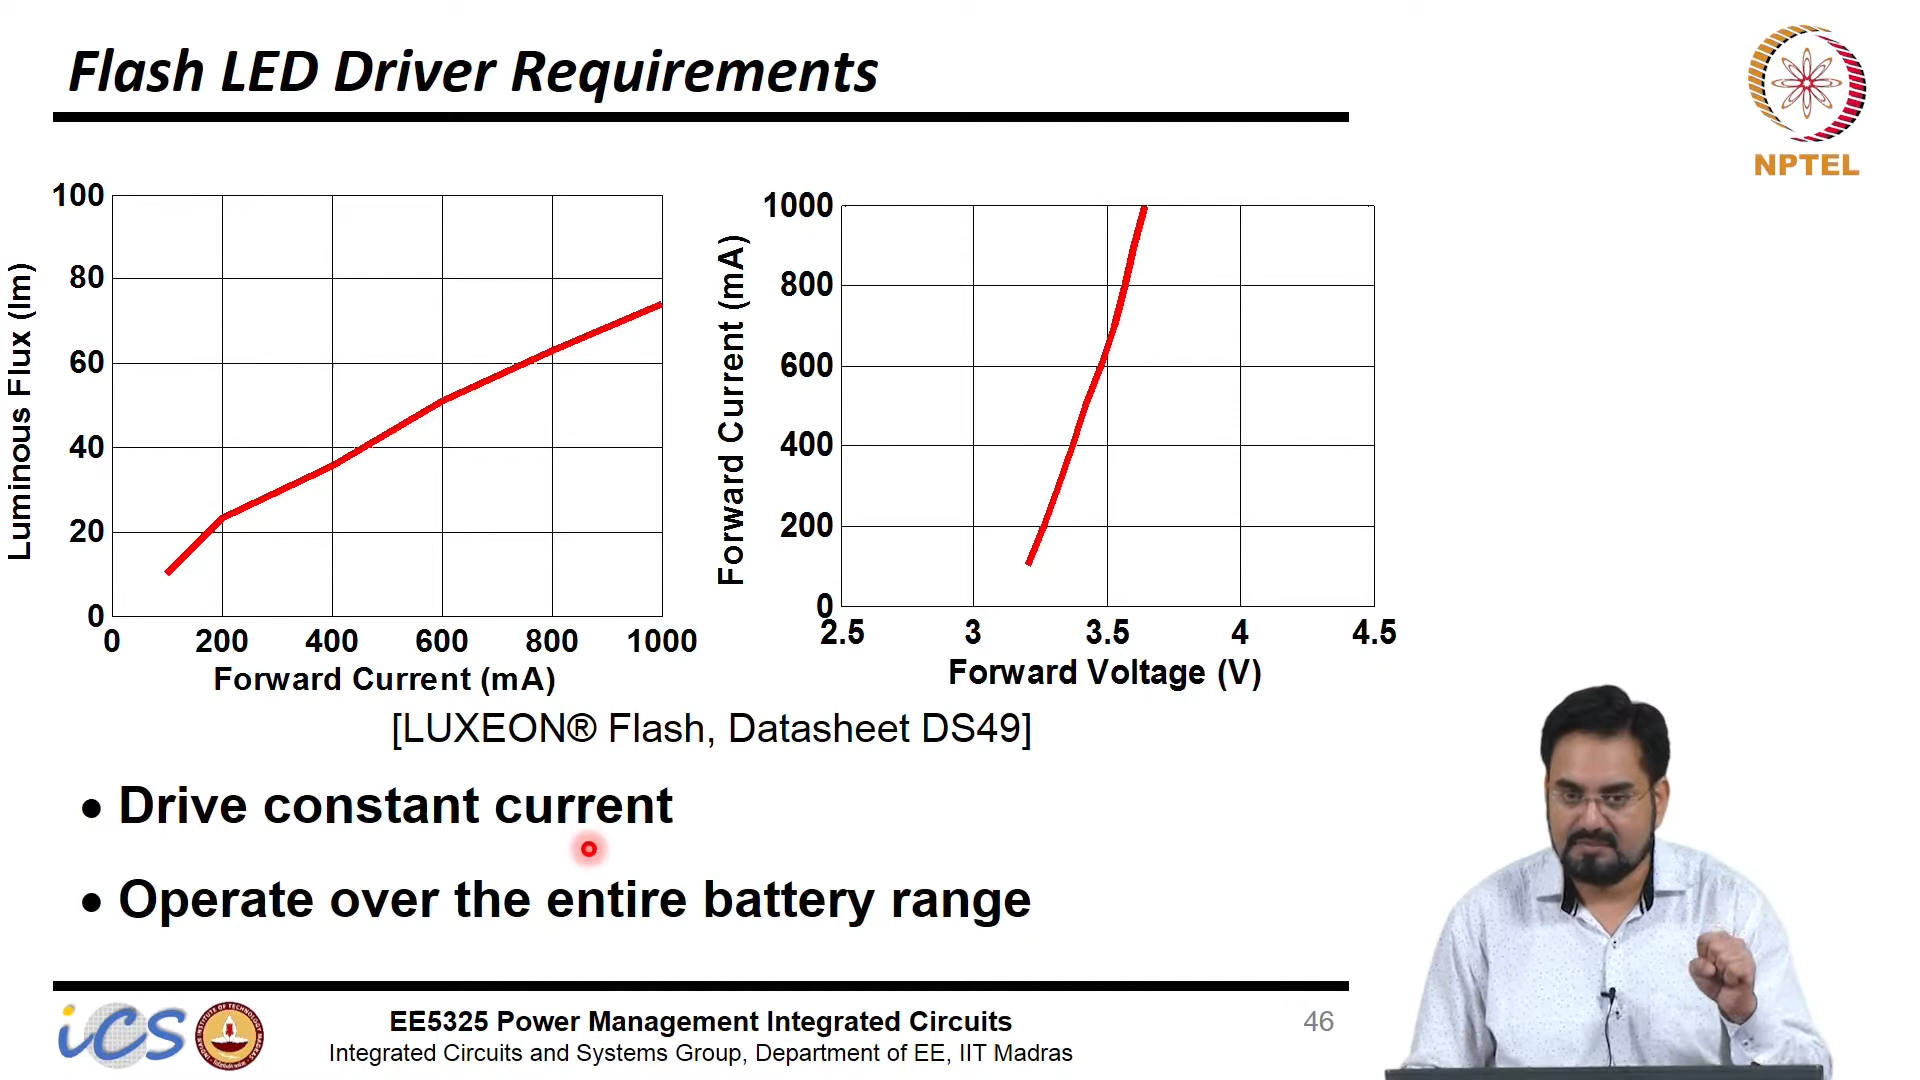 Flash LED Driver Requirements
NPTEL
100
80
60
40
20
0
0 200 400 600 800 1000
Luminous Flux (lm)
Forward Current (mA)
1000
800
600
400
200
0
2.5 3 3.5 4 4.5
Forward Current (mA)
Forward Voltage (V)
[LUXEON® Flash, Datasheet DS49]
• Drive constant current
• Operate over the entire battery range
iCS
EE5325 Power Management Integrated Circuits
Integrated Circuits and Systems Group, Department of EE, IIT Madras
46